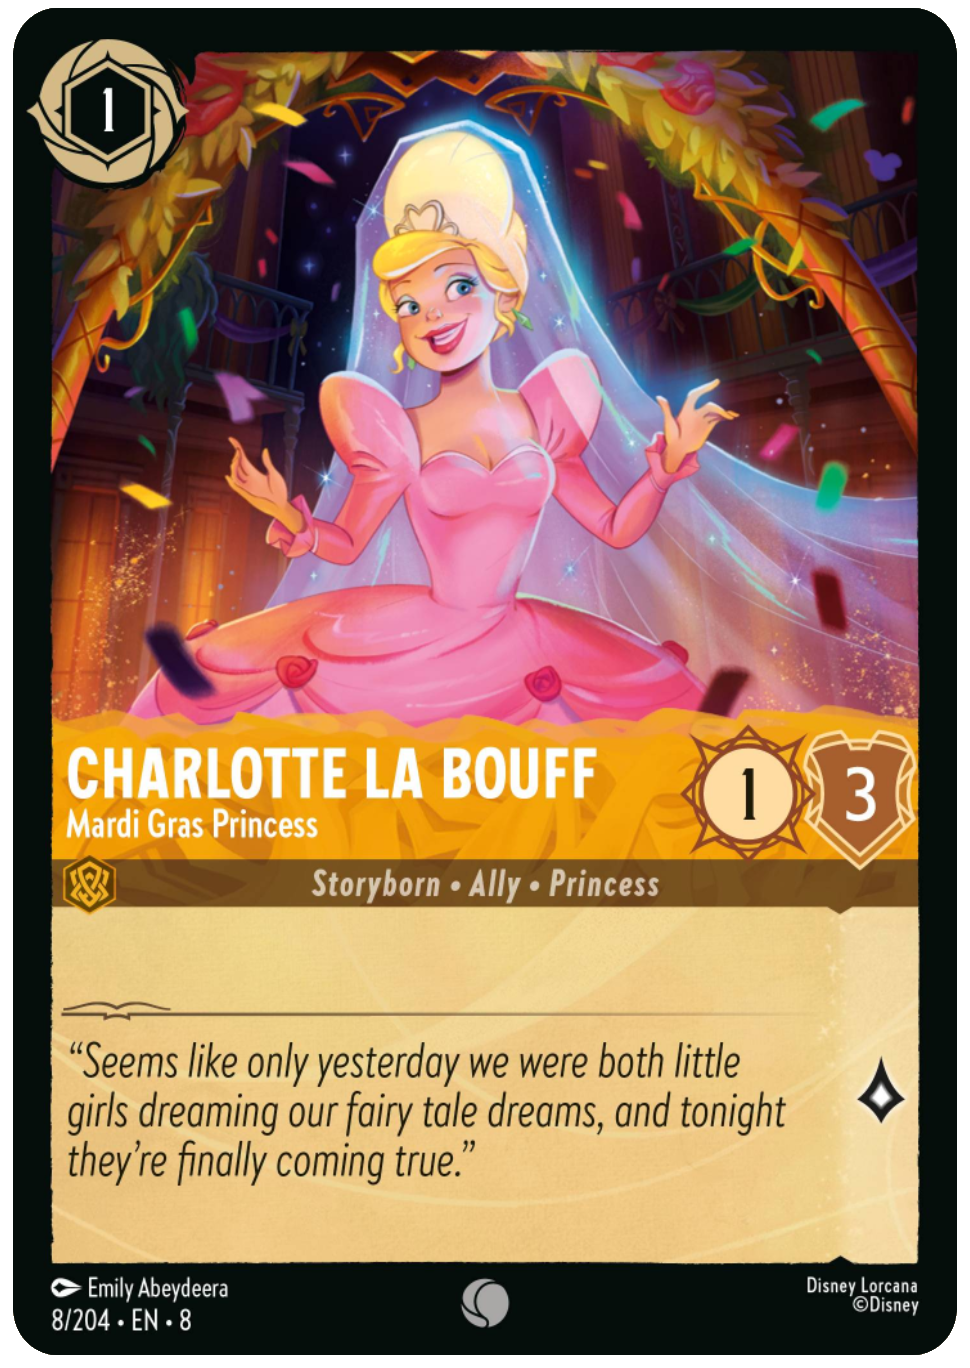 1
CHARLOTTE LA BOUFF
Mardi Gras Princess
1
3
Storyborn • Ally • Princess
“Seems like only yesterday we were both little
girls dreaming our fairy tale dreams, and tonight
they’re finally coming true.”
Emily Abeydeera
8/204 • EN • 8
Disney Lorcana
©Disney